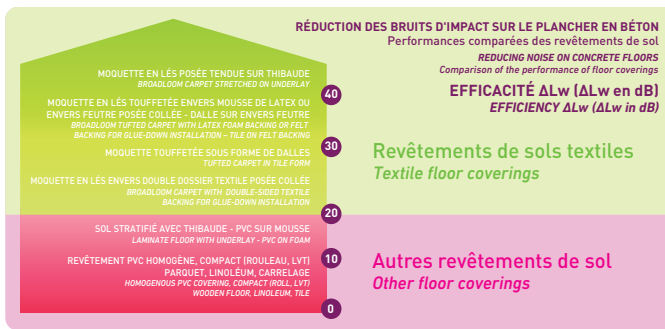 RÉDUCTION DES BRUITS D'IMPACT SUR LE PLANCHER EN BÉTON
Performances comparées des revêtements de sol
REDUCING NOISE ON CONCRETE FLOORS
Comparison of the performance of floor coverings
EFFICACITÉ ΔLw (ΔLw en dB)
EFFICIENCY ΔLw (ΔLw in dB)
MOQUETTE EN LÉS POSÉE TENDUE SUR THIBAUDE
BROADLOOM CARPET STRETCHED ON UNDERLAY
40
MOQUETTE EN LÉS TOUFFETÉE ENVERS MOUSSE DE LATEX OU
ENVERS FEUTRE POSÉE COLLÉE - DALLE SUR ENVERS FEUTRE
BROADLOOM TUFTED CARPET WITH LATEX FOAM BACKING OR FELT
BACKING FOR GLUE-DOWN INSTALLATION – TILE ON FELT BACKING
30
MOQUETTE TOUFFETÉE SOUS FORME DE DALLES
TUFTED CARPET IN TILE FORM
MOQUETTE EN LÉS ENVERS DOUBLE DOSSIER TEXTILE POSÉE COLLÉE
BROADLOOM CARPET WITH DOUBLE-SIDED TEXTILE
BACKING FOR GLUE-DOWN INSTALLATION
Revêtements de sols textiles
Textile floor coverings
20
SOL STRATIFIÉ AVEC THIBAUDE - PVC SUR MOUSSE
LAMINATE FLOOR WITH UNDERLAY - PVC ON FOAM
10
REVÊTEMENT PVC HOMOGÈNE, COMPACT (ROULEAU, LVT)
PARQUET, LINOLÉUM, CARRELAGE
HOMOGENOUS PVC COVERING, COMPACT (ROLL, LVT)
WOODEN FLOOR, LINOLEUM, TILE
0
Autres revêtements de sol
Other floor coverings